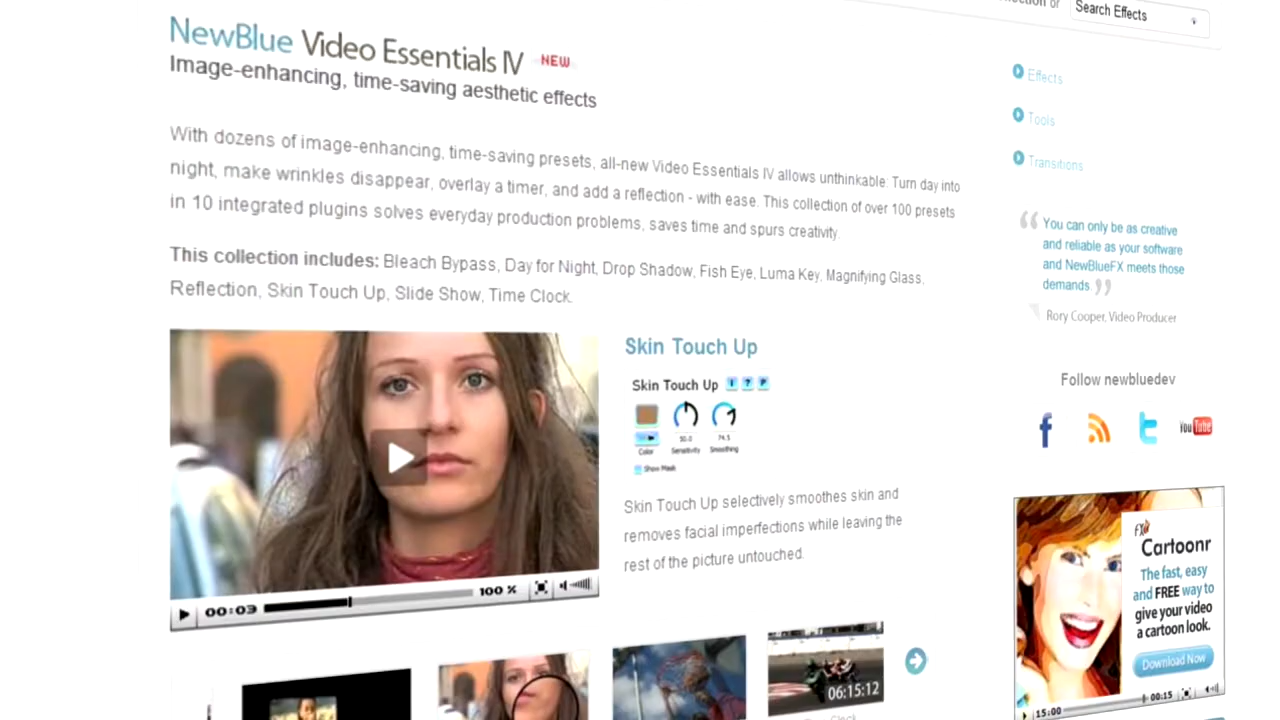 Search Effects
NewBlue Video Essentials IV NEW
Image-enhancing, time-saving aesthetic effects
With dozens of image-enhancing, time-saving presets, all-new Video Essentials IV allows unthinkable: Turn day into
night, make wrinkles disappear, overlay a timer, and add a reflection - with ease. This collection of over 100 presets
in 10 integrated plugins solves everyday production problems, saves time and spurs creativity.
This collection includes: Bleach Bypass, Day for Night, Drop Shadow, Fish Eye, Luma Key, Magnifying Glass,
Reflection, Skin Touch Up, Slide Show, Time Clock.
Skin Touch Up
Skin Touch Up
50.0 74.5
Color Sensitivity Smoothing
Show Mask
Skin Touch Up selectively smoothes skin and
removes facial imperfections while leaving the
rest of the picture untouched.
00:03 100 %
06:15:12
Clock
Effects
Tools
Transitions
“ You can only be as creative
and reliable as your software
and NewBlueFX meets those
demands ”
Rory Cooper, Video Producer
Follow newbluedev
You Tube
FX
Cartoonr
The fast, easy
and FREE way to
give your video
a cartoon look.
Download Now
15:00 00:15